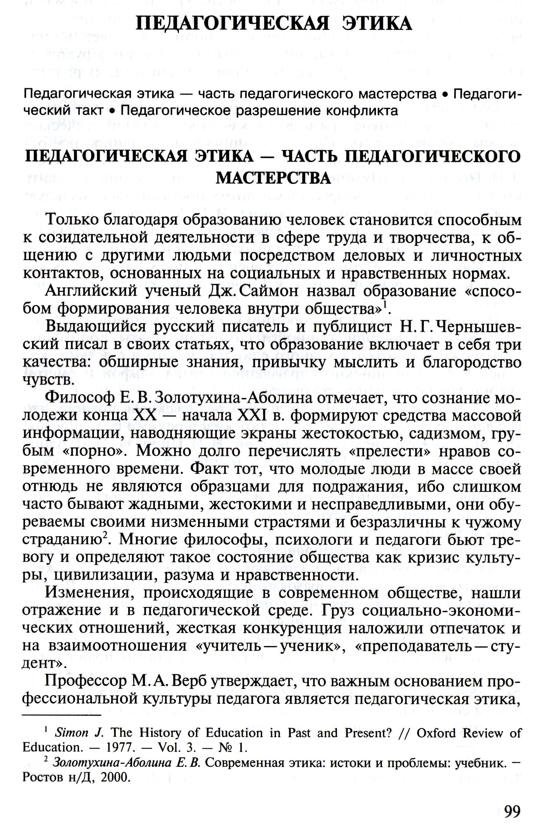 ПЕДАГОГИЧЕСКАЯ ЭТИКА
Педагогическая этика — часть педагогического мастерства • Педагоги-
ческий такт • Педагогическое разрешение конфликта
ПЕДАГОГИЧЕСКАЯ ЭТИКА — ЧАСТЬ ПЕДАГОГИЧЕСКОГО
МАСТЕРСТВА
Только благодаря образованию человек становится способным
к созидательной деятельности в сфере труда и творчества, к об-
щению с другими людьми посредством деловых и личностных
контактов, основанных на социальных и нравственных нормах.
Английский ученый Дж. Саймон назвал образование «спосо-
бом формирования человека внутри общества»¹.
Выдающийся русский писатель и публицист Н. Г. Чернышев-
ский писал в своих статьях, что образование включает в себя три
качества: обширные знания, привычку мыслить и благородство
чувств.
Философ Е. В. Золотухина-Аболина отмечает, что сознание мо-
лодежи конца XX — начала XXI в. формируют средства массовой
информации, наводняющие экраны жестокостью, садизмом, гру-
бым «порно». Можно долго перечислять «прелести» нравов со-
временного времени. Факт тот, что молодые люди в массе своей
отнюдь не являются образцами для подражания, ибо слишком
часто бывают жадными, жестокими и несправедливыми, они обу-
реваемы своими низменными страстями и безразличны к чужому
страданию². Многие философы, психологи и педагоги бьют тре-
вогу и определяют такое состояние общества как кризис культу-
ры, цивилизации, разума и нравственности.
Изменения, происходящие в современном обществе, нашли
отражение и в педагогической среде. Груз социально-экономи-
ческих отношений, жесткая конкуренция наложили отпечаток и
на взаимоотношения «учитель—ученик», «преподаватель—сту-
дент».
Профессор М. А. Верб утверждает, что важным основанием про-
фессиональной культуры педагога является педагогическая этика,
¹ Simon J. The History of Education in Past and Present? // Oxford Review of
Education. — 1977. — Vol. 3. — № 1.
² Золотухина-Аболина Е. В. Современная этика: истоки и проблемы: учебник. —
Ростов н/Д, 2000.
99